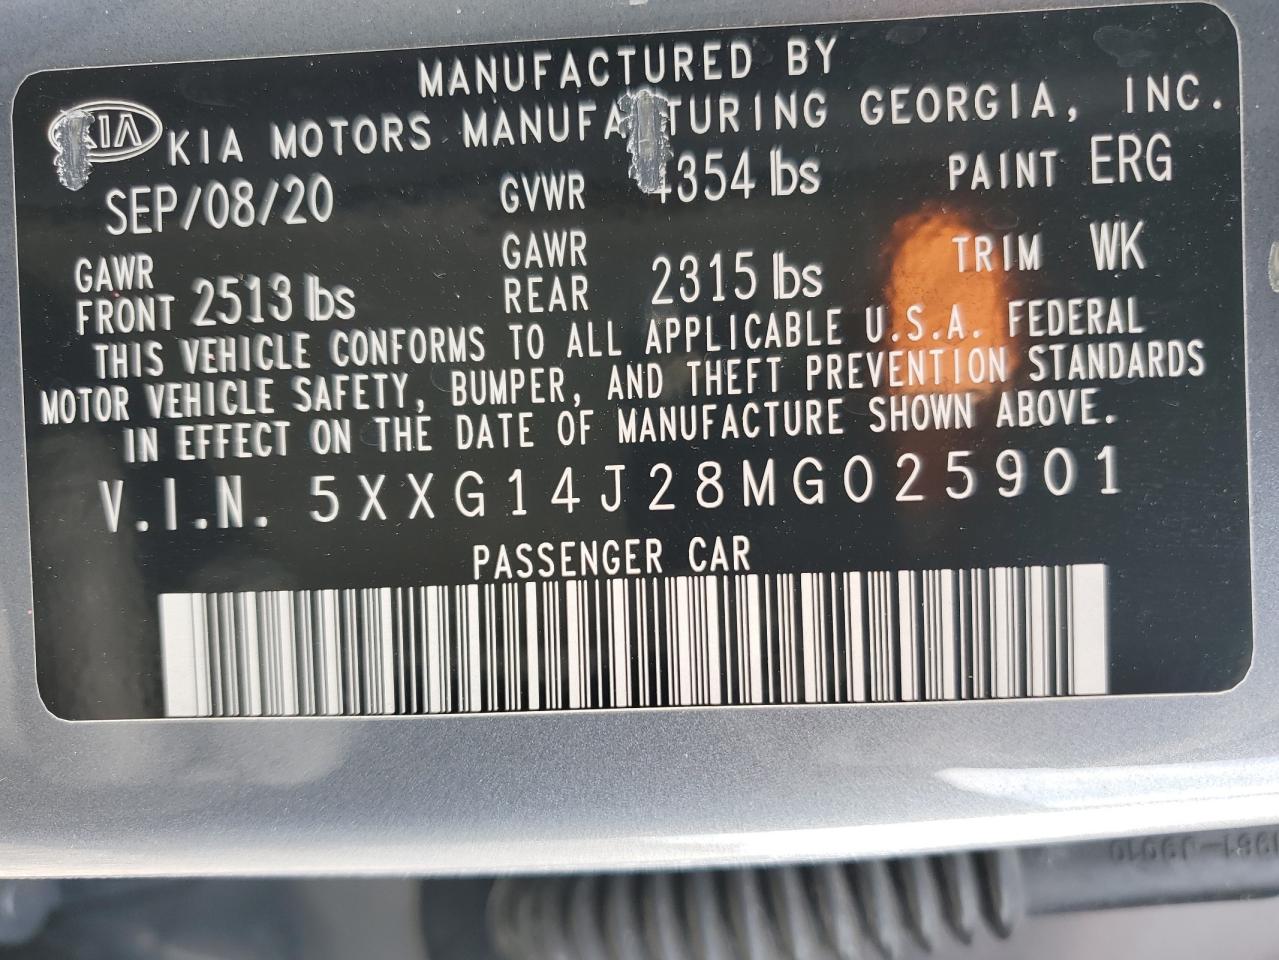 MANUFACTURED BY
KIA KIA MOTORS MANUFACTURING GEORGIA, INC.
SEP/08/20 GVWR 4354 lbs PAINT ERG
GAWR FRONT 2513 lbs GAWR REAR 2315 lbs TRIM WK
THIS VEHICLE CONFORMS TO ALL APPLICABLE U.S.A. FEDERAL
MOTOR VEHICLE SAFETY, BUMPER, AND THEFT PREVENTION STANDARDS
IN EFFECT ON THE DATE OF MANUFACTURE SHOWN ABOVE.
V.I.N. 5XXG14J28MG025901
PASSENGER CAR